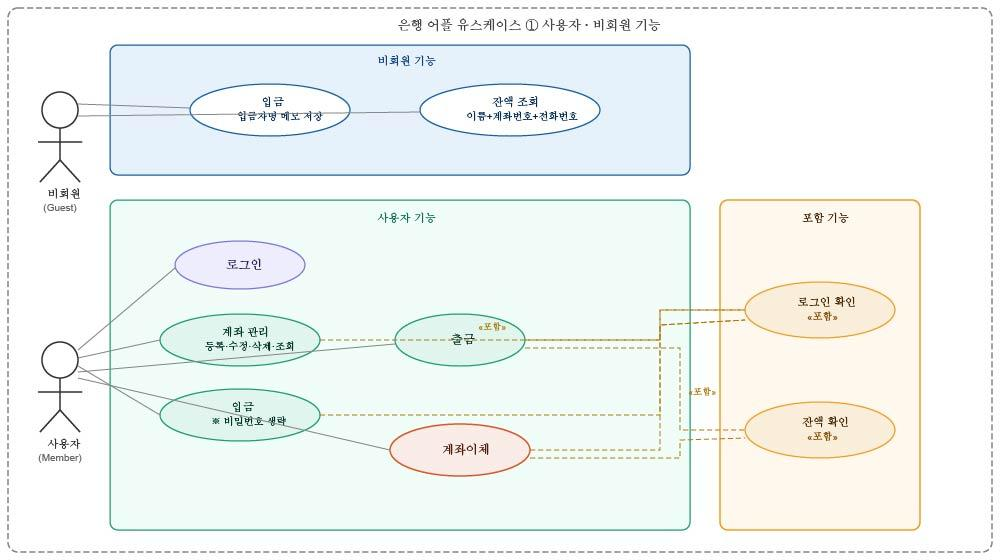 은행 어플 유스케이스 ① 사용자·비회원 기능
비회원 기능
입금
입금자명 메모 저장
잔액 조회
이름+계좌번호+전화번호
비회원
(Guest)
사용자 기능
포함 기능
로그인
로그인 확인
«포함»
계좌 관리
등록·수정·삭제·조회
«포함»
출금
입금
※ 비밀번호 생략
«포함»
잔액 확인
«포함»
계좌이체
사용자
(Member)